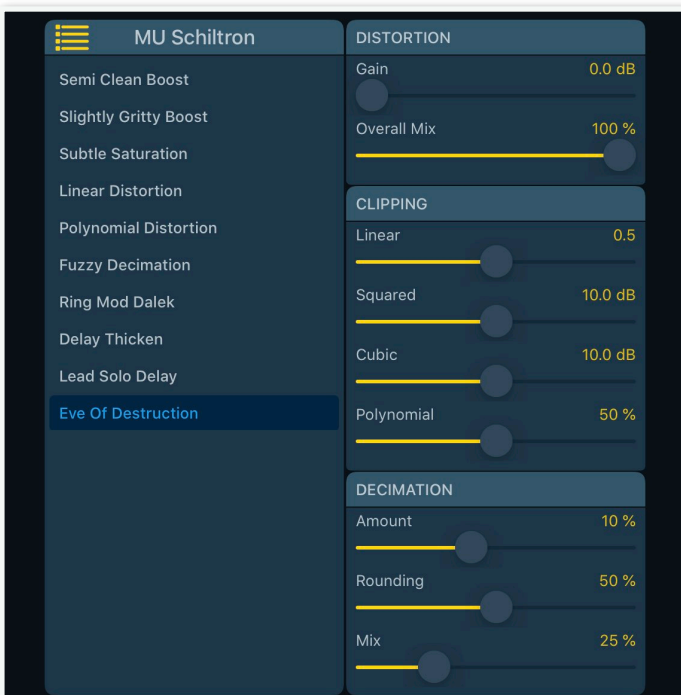 MU Schiltron
Semi Clean Boost
Slightly Gritty Boost
Subtle Saturation
Linear Distortion
Polynomial Distortion
Fuzzy Decimation
Ring Mod Dalek
Delay Thicken
Lead Solo Delay
Eve Of Destruction
DISTORTION
Gain 0.0 dB
Overall Mix 100 %
CLIPPING
Linear 0.5
Squared 10.0 dB
Cubic 10.0 dB
Polynomial 50 %
DECIMATION
Amount 10 %
Rounding 50 %
Mix 25 %